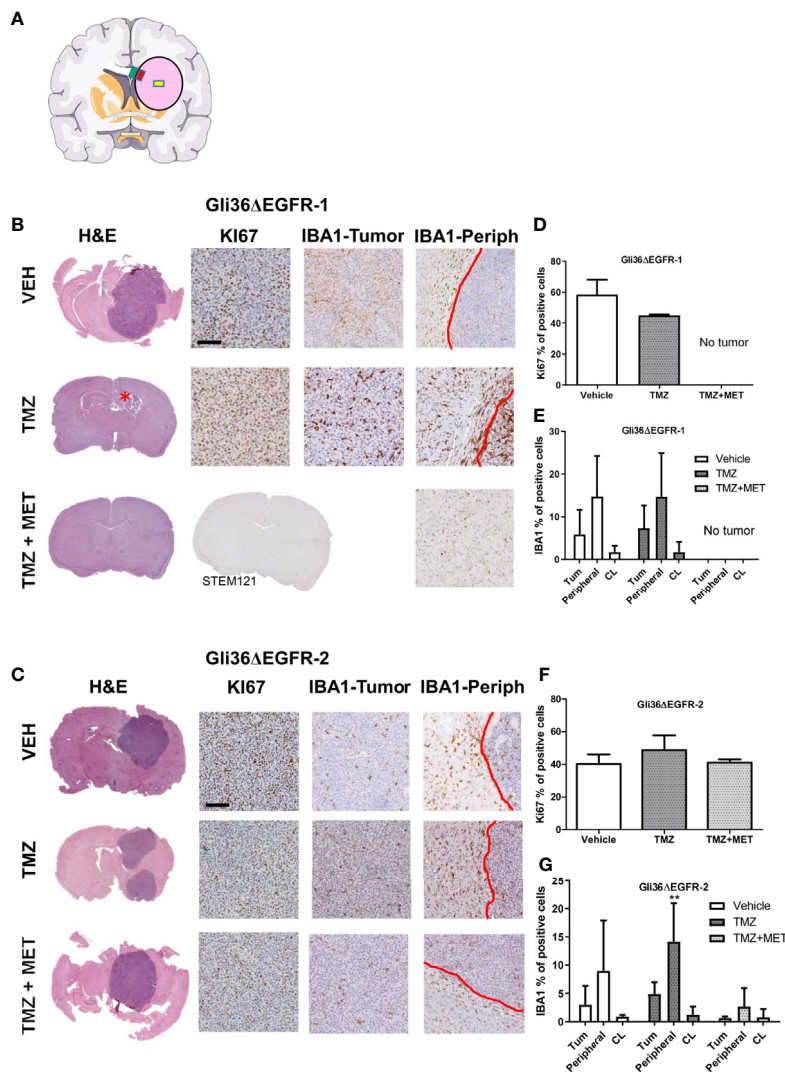 A
Gli36ΔEGFR-1
B
H&E
KI67
IBA1-Tumor
IBA1-Periph
VEH
TMZ
*
TMZ + MET
STEM121
D
Gli36ΔEGFR-1
Ki67 % of positive cells
80
60
40
20
0
No tumor
Vehicle
TMZ
TMZ+MET
E
Gli36ΔEGFR-1
IBA1 % of positive cells
30
20
10
0
Vehicle
TMZ
TMZ+MET
No tumor
Tum
Peripheral
CL
Tum
Peripheral
CL
Tum
Peripheral
CL
Gli36ΔEGFR-2
C
H&E
KI67
IBA1-Tumor
IBA1-Periph
VEH
TMZ
TMZ + MET
F
Gli36ΔEGFR-2
Ki67 % of positive cells
80
60
40
20
0
Vehicle
TMZ
TMZ+MET
G
Gli36ΔEGFR-2
IBA1 % of positive cells
25
20
15
10
5
0
**
Vehicle
TMZ
TMZ+MET
Tum
Peripheral
CL
Tum
Peripheral
CL
Tum
Peripheral
CL